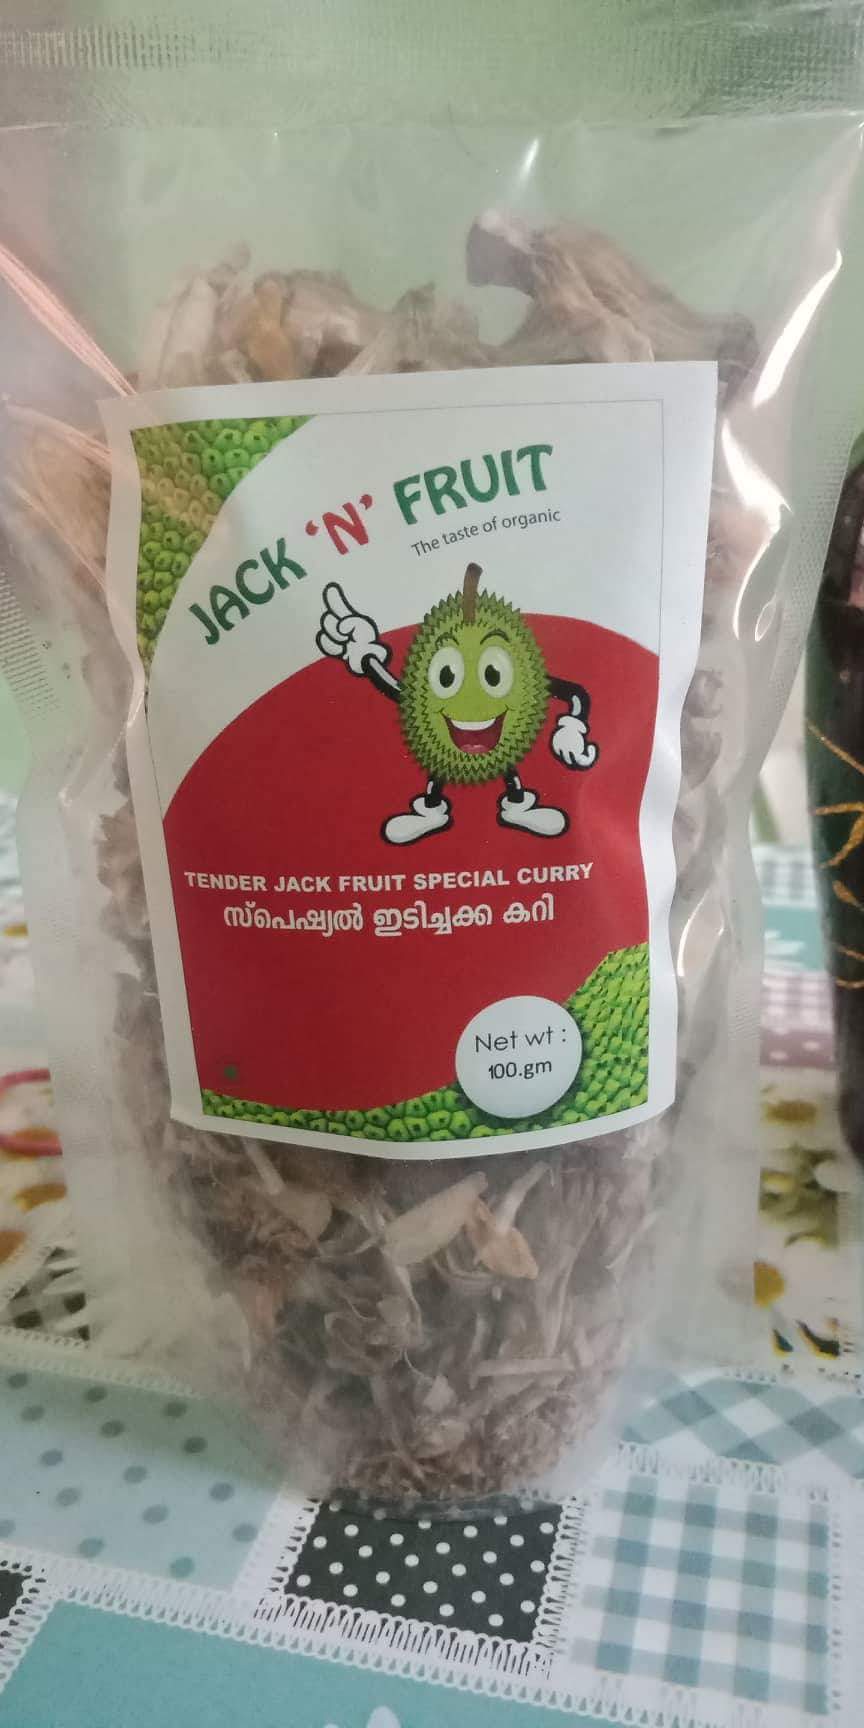 JACK 'N' FRUIT
The taste of organic
TENDER JACK FRUIT SPECIAL CURRY
സ്പെഷ്യൽ ഇടിച്ചക്ക കറി
Net wt :
100.gm